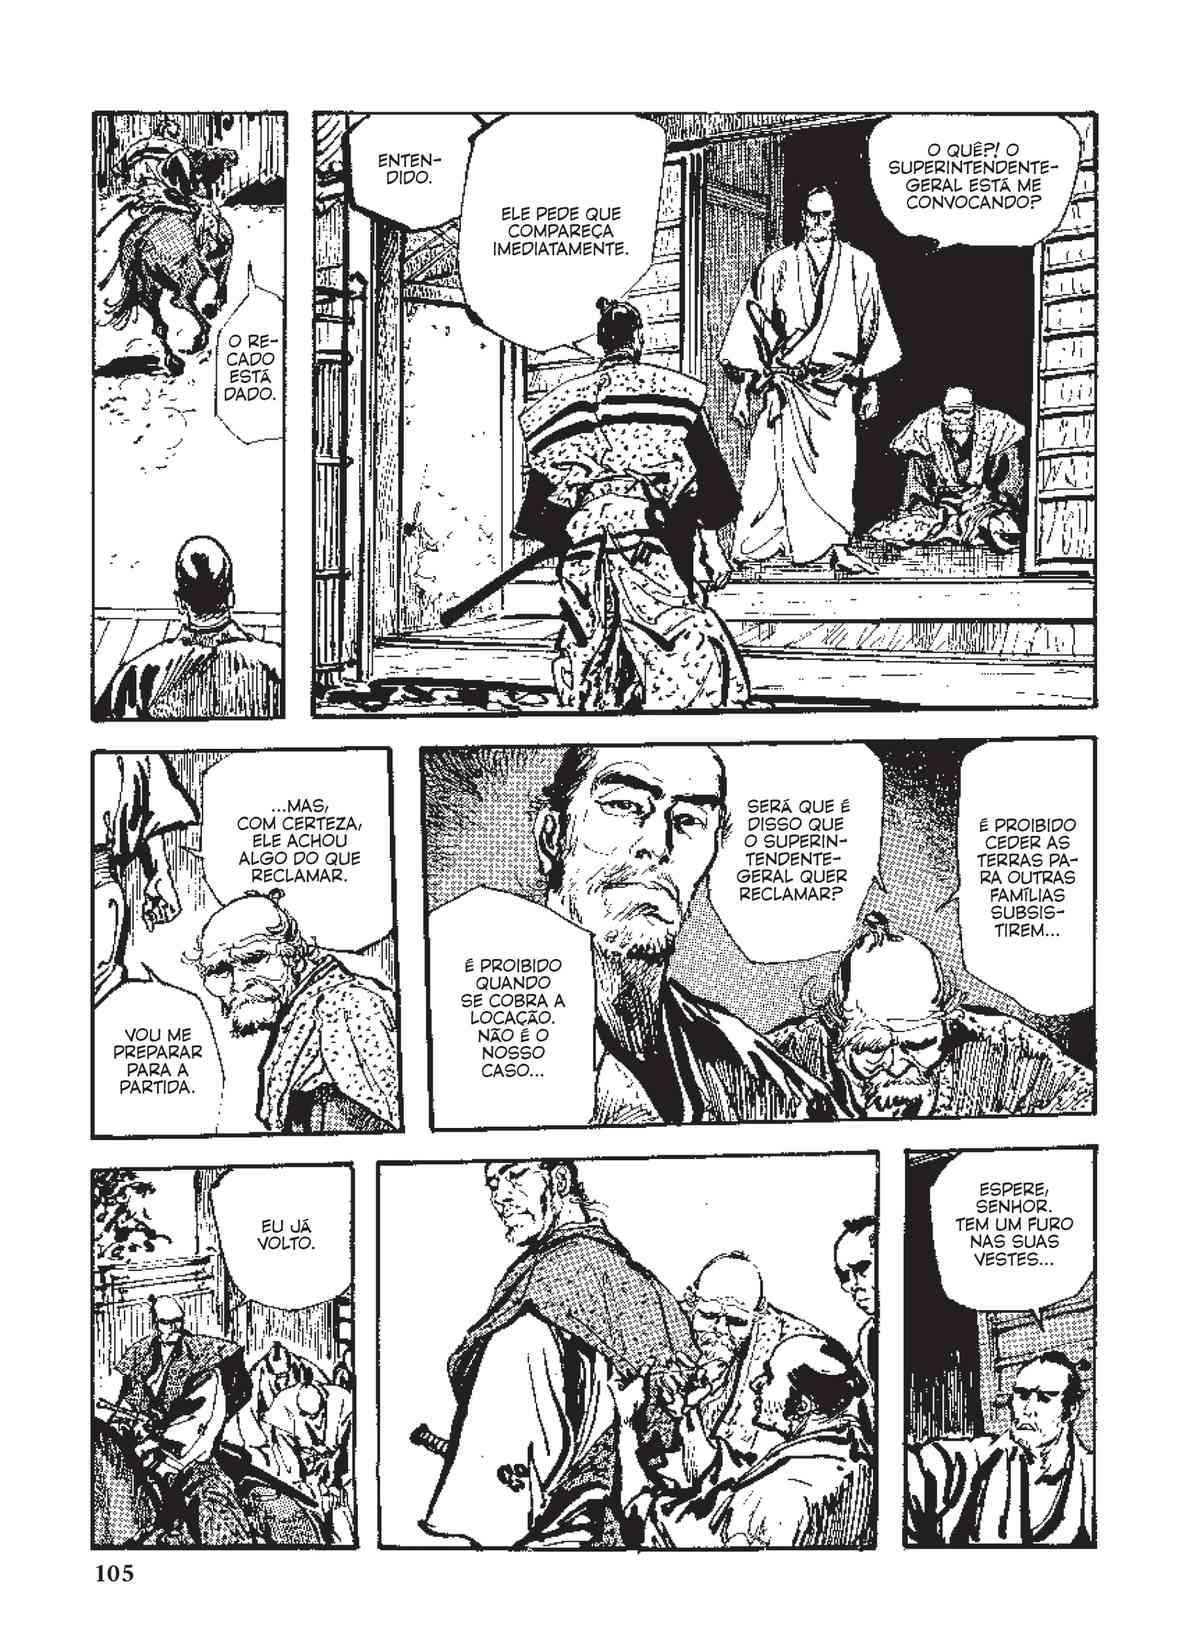 O QUÊ?! O
SUPERINTENDENTE-
GERAL ESTÁ ME
CONVOCANDO?
ELE PEDE QUE
COMPAREÇA
IMEDIATAMENTE.
ENTEN-
DIDO.
O RE-
CADO
ESTÁ
DADO.
É PROIBIDO
CEDER AS
TERRAS PA-
RA OUTRAS
FAMÍLIAS
SUBSIS-
TIREM...
SERÁ QUE É
DISSO QUE
O SUPERIN-
TENDENTE-
GERAL QUER
RECLAMAR?
É PROIBIDO
QUANDO
SE COBRA A
LOCAÇÃO.
NÃO É O
NOSSO
CASO...
...MAS,
COM CERTEZA,
ELE ACHOU
ALGO DO QUE
RECLAMAR.
VOU ME
PREPARAR
PARA A
PARTIDA.
ESPERE,
SENHOR.
TEM UM FURO
NAS SUAS
VESTES...
EU JÁ
VOLTO.
105